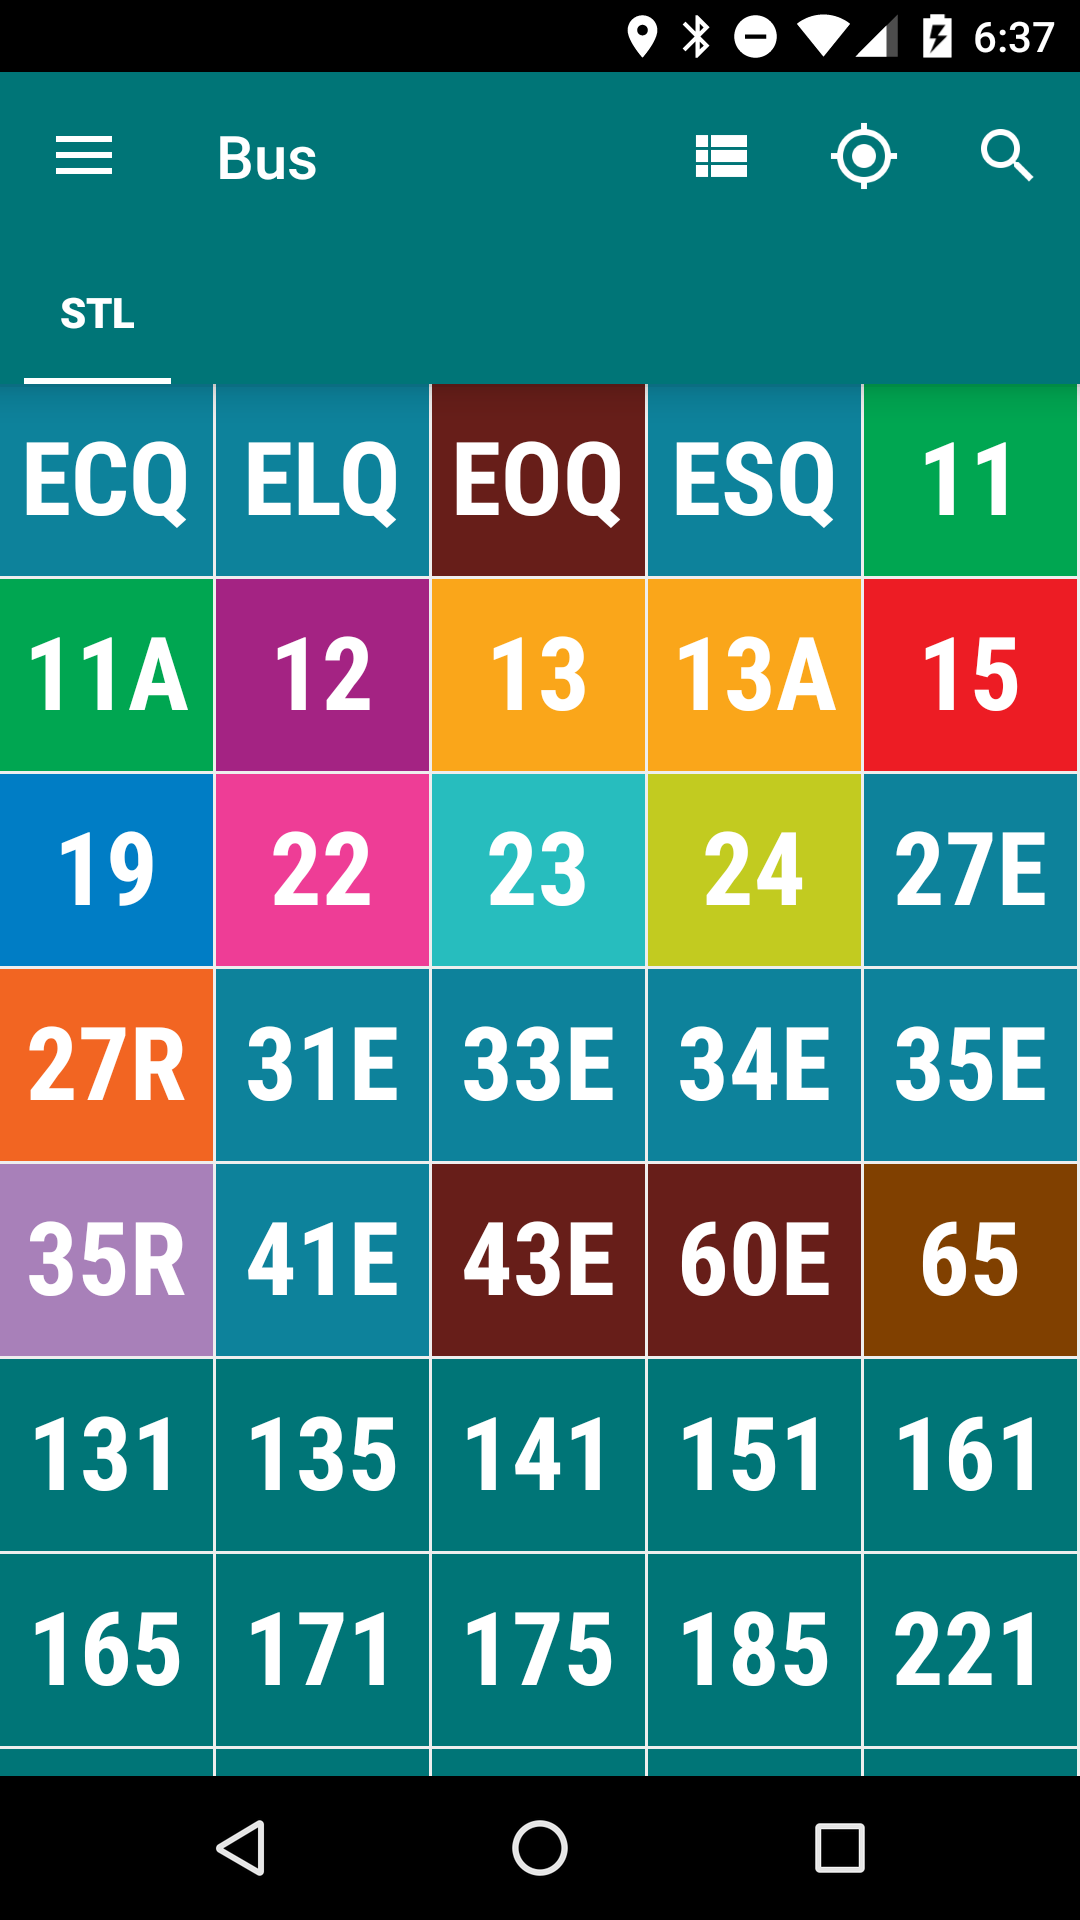 6:37
Bus
STL
ECQ ELQ EOQ ESQ 11
11A 12 13 13A 15
19 22 23 24 27E
27R 31E 33E 34E 35E
35R 41E 43E 60E 65
131 135 141 151 161
165 171 175 185 221